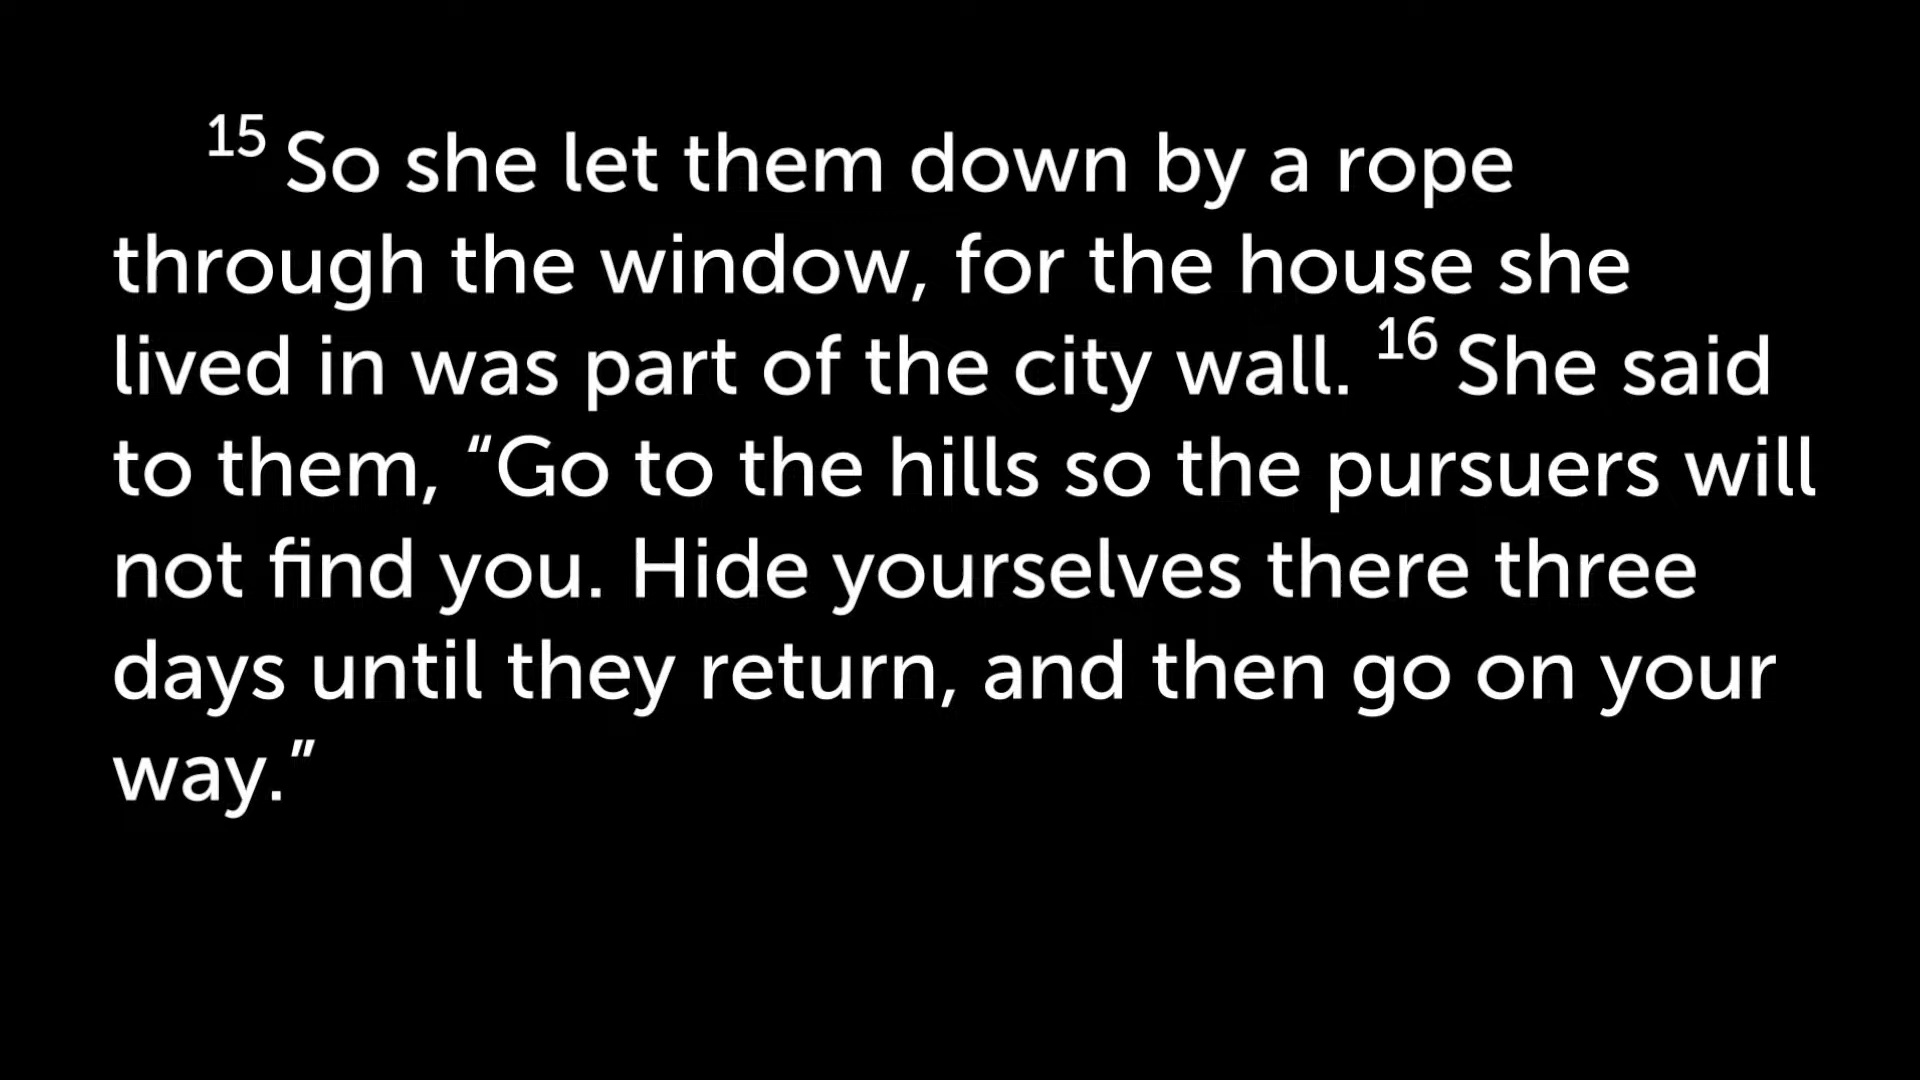 15 So she let them down by a rope
through the window, for the house she
lived in was part of the city wall. 16 She said
to them, “Go to the hills so the pursuers will
not find you. Hide yourselves there three
days until they return, and then go on your
way.”